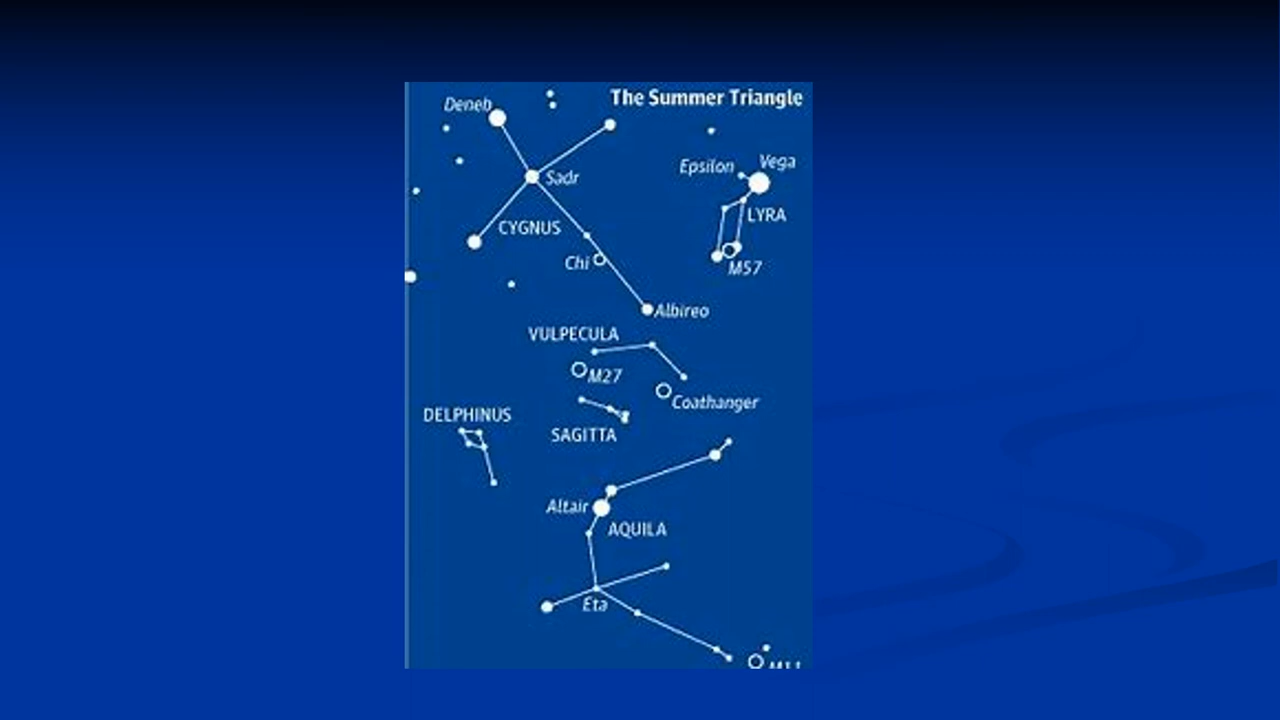 The Summer Triangle
Deneb
Vega
Epsilon
Sadr
LYRA
CYGNUS
Chi
M57
Albireo
VULPECULA
M27
Coathanger
DELPHINUS
SAGITTA
Altair
AQUILA
Eta
M11